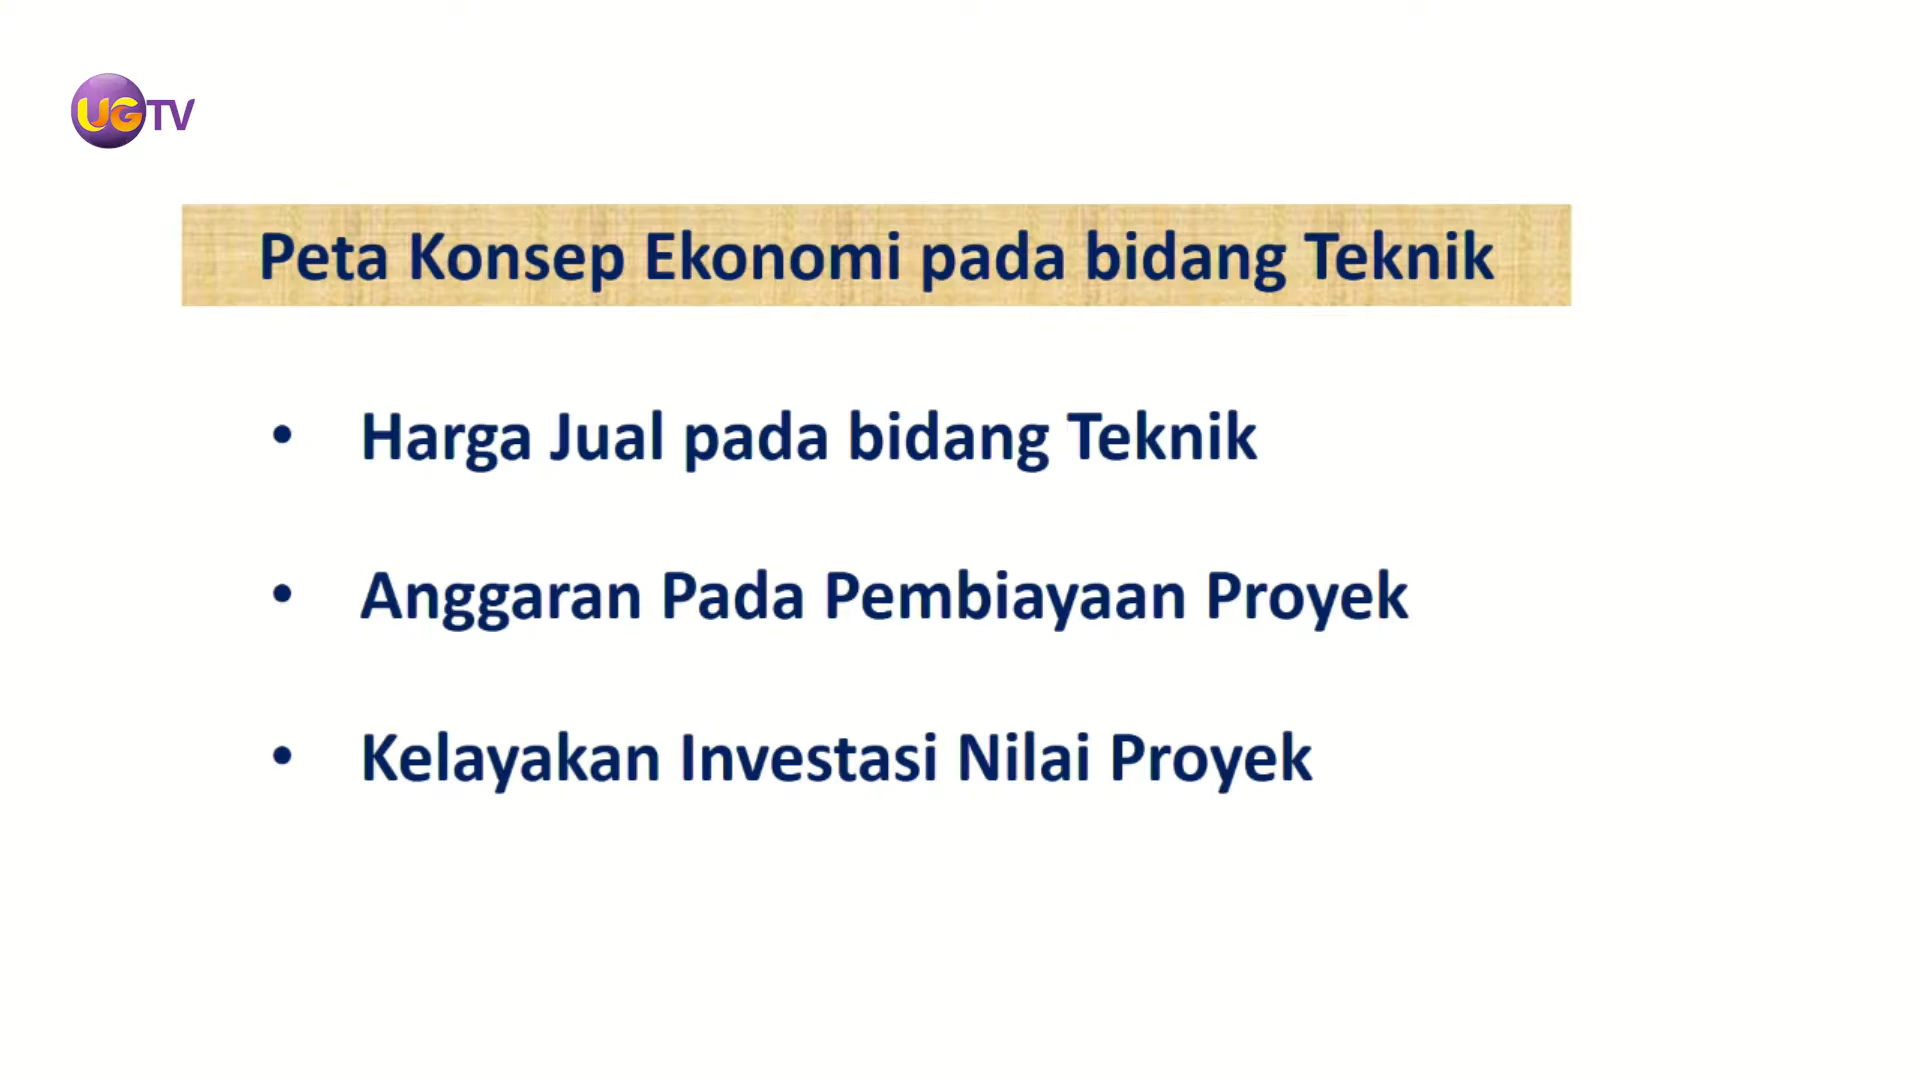 UGTV
Peta Konsep Ekonomi pada bidang Teknik
• Harga Jual pada bidang Teknik
• Anggaran Pada Pembiayaan Proyek
• Kelayakan Investasi Nilai Proyek